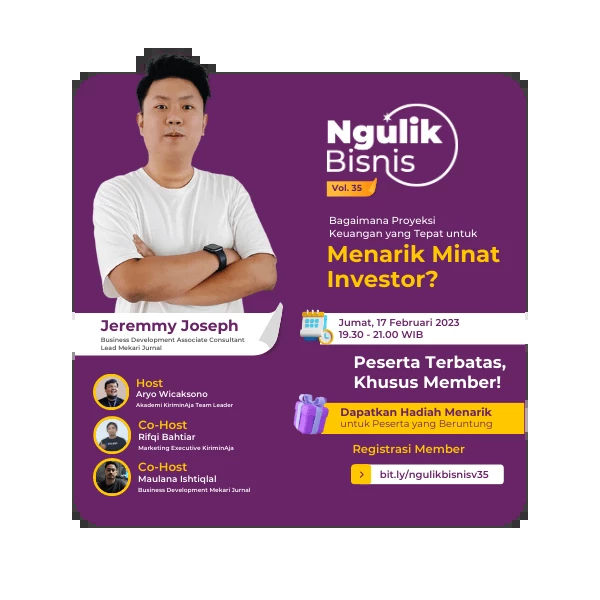 Ngulik
Bisnis
Vol. 35
Bagaimana Proyeksi
Keuangan yang Tepat untuk
Menarik Minat
Investor?
Jeremmy Joseph
Business Development Associate Consultant
Lead Mekari Jurnal
Jumat, 17 Februari 2023
19.30 - 21.00 WIB
Peserta Terbatas,
Khusus Member!
Host
Aryo Wicaksono
Akademi KiriminAja Team Leader
Co-Host
Rifqi Bahtiar
Marketing Executive KiriminAja
Co-Host
Maulana Ishtiqlal
Business Development Mekari Jurnal
Dapatkan Hadiah Menarik
untuk Peserta yang Beruntung
Registrasi Member
bit.ly/ngulikbisnisv35